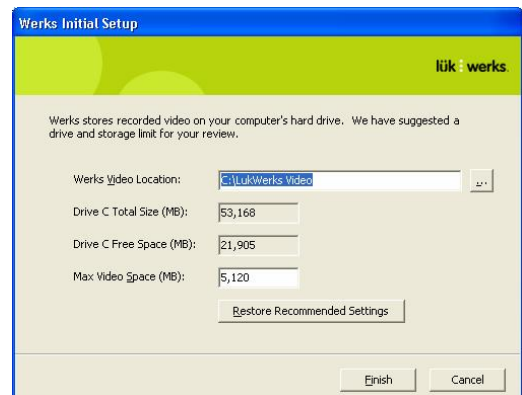 Werks Initial Setup
lük werks.
Werks stores recorded video on your computer's hard drive. We have suggested a
drive and storage limit for your review.
Werks Video Location: C:\LukWerks Video ...
Drive C Total Size (MB): 53,168
Drive C Free Space (MB): 21,905
Max Video Space (MB): 5,120
Restore Recommended Settings
Finish Cancel